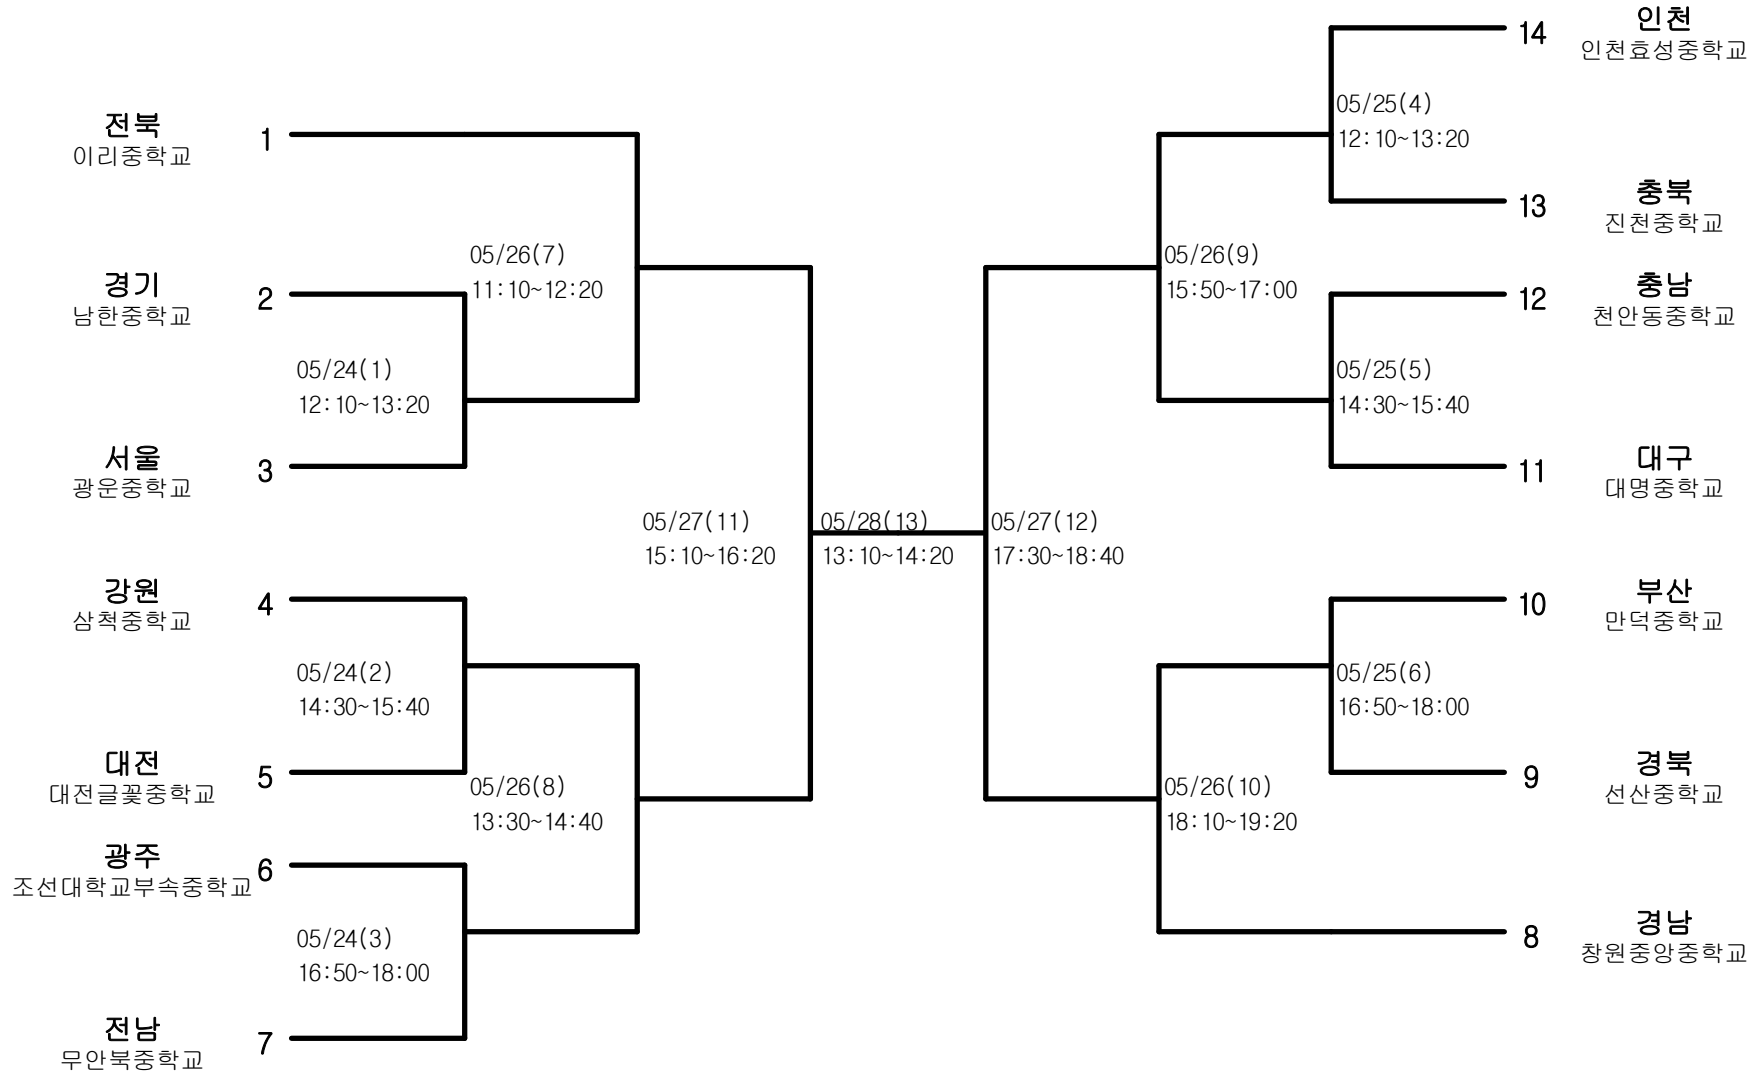 전북
이리중학교
1
05/26(7)
11:10~12:20
경기
남한중학교
2
05/24(1)
12:10~13:20
서울
광운중학교
3
05/27(11)
15:10~16:20
강원
삼척중학교
4
05/24(2)
14:30~15:40
대전
대전글꽃중학교
5
05/26(8)
13:30~14:40
광주
조선대학교부속중학교
6
05/24(3)
16:50~18:00
전남
무안북중학교
7
05/28(13)
13:10~14:20
인천
인천효성중학교
14
05/25(4)
12:10~13:20
충북
진천중학교
13
05/26(9)
15:50~17:00
충남
천안동중학교
12
05/25(5)
14:30~15:40
대구
대명중학교
11
05/27(12)
17:30~18:40
부산
만덕중학교
10
05/25(6)
16:50~18:00
경북
선산중학교
9
05/26(10)
18:10~19:20
경남
창원중앙중학교
8